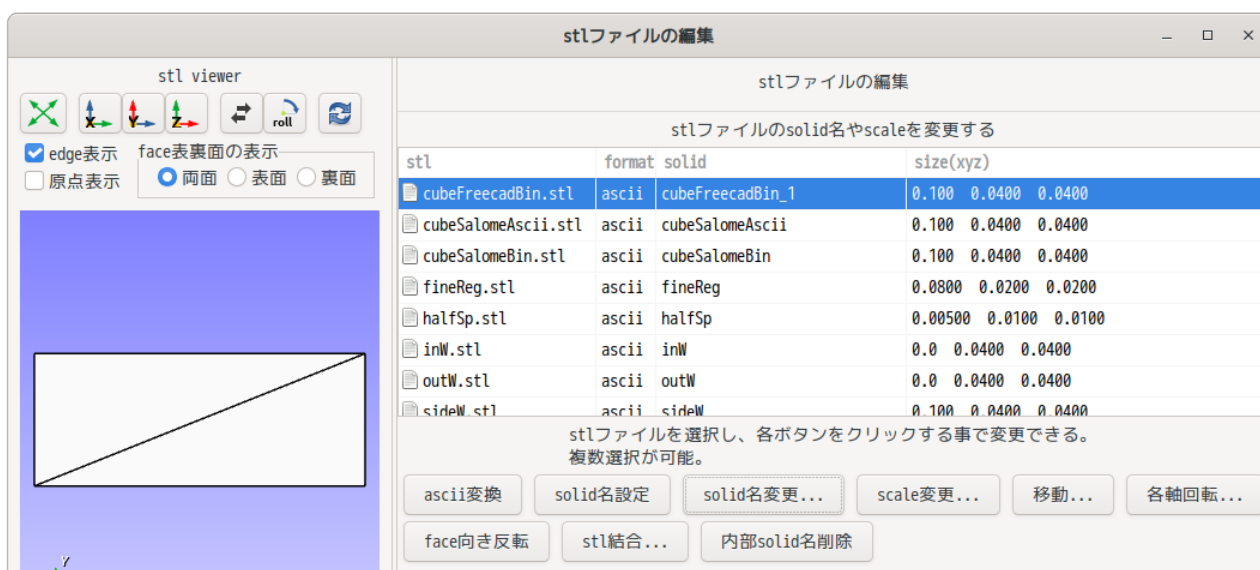 stlファイルの編集
stl viewer
X Y Z roll
edge表示
原点表示
face表裏面の表示
両面 表面 裏面
Y
stlファイルの編集
stlファイルのsolid名やscaleを変更する
stl format solid size(xyz)
cubeFreecadBin.stl ascii cubeFreecadBin_1 0.100 0.0400 0.0400
cubeSalomeAscii.stl ascii cubeSalomeAscii 0.100 0.0400 0.0400
cubeSalomeBin.stl ascii cubeSalomeBin 0.100 0.0400 0.0400
fineReg.stl ascii fineReg 0.0800 0.0200 0.0200
halfSp.stl ascii halfSp 0.00500 0.0100 0.0100
inW.stl ascii inW 0.0 0.0400 0.0400
outW.stl ascii outW 0.0 0.0400 0.0400
sideW.stl ascii sideW 0.100 0.0400 0.0400
stlファイルを選択し、各ボタンをクリックする事で変更できる。
複数選択が可能。
ascii変換 solid名設定 solid名変更... scale変更... 移動... 各軸回転...
face向き反転 stl結合... 内部solid名削除